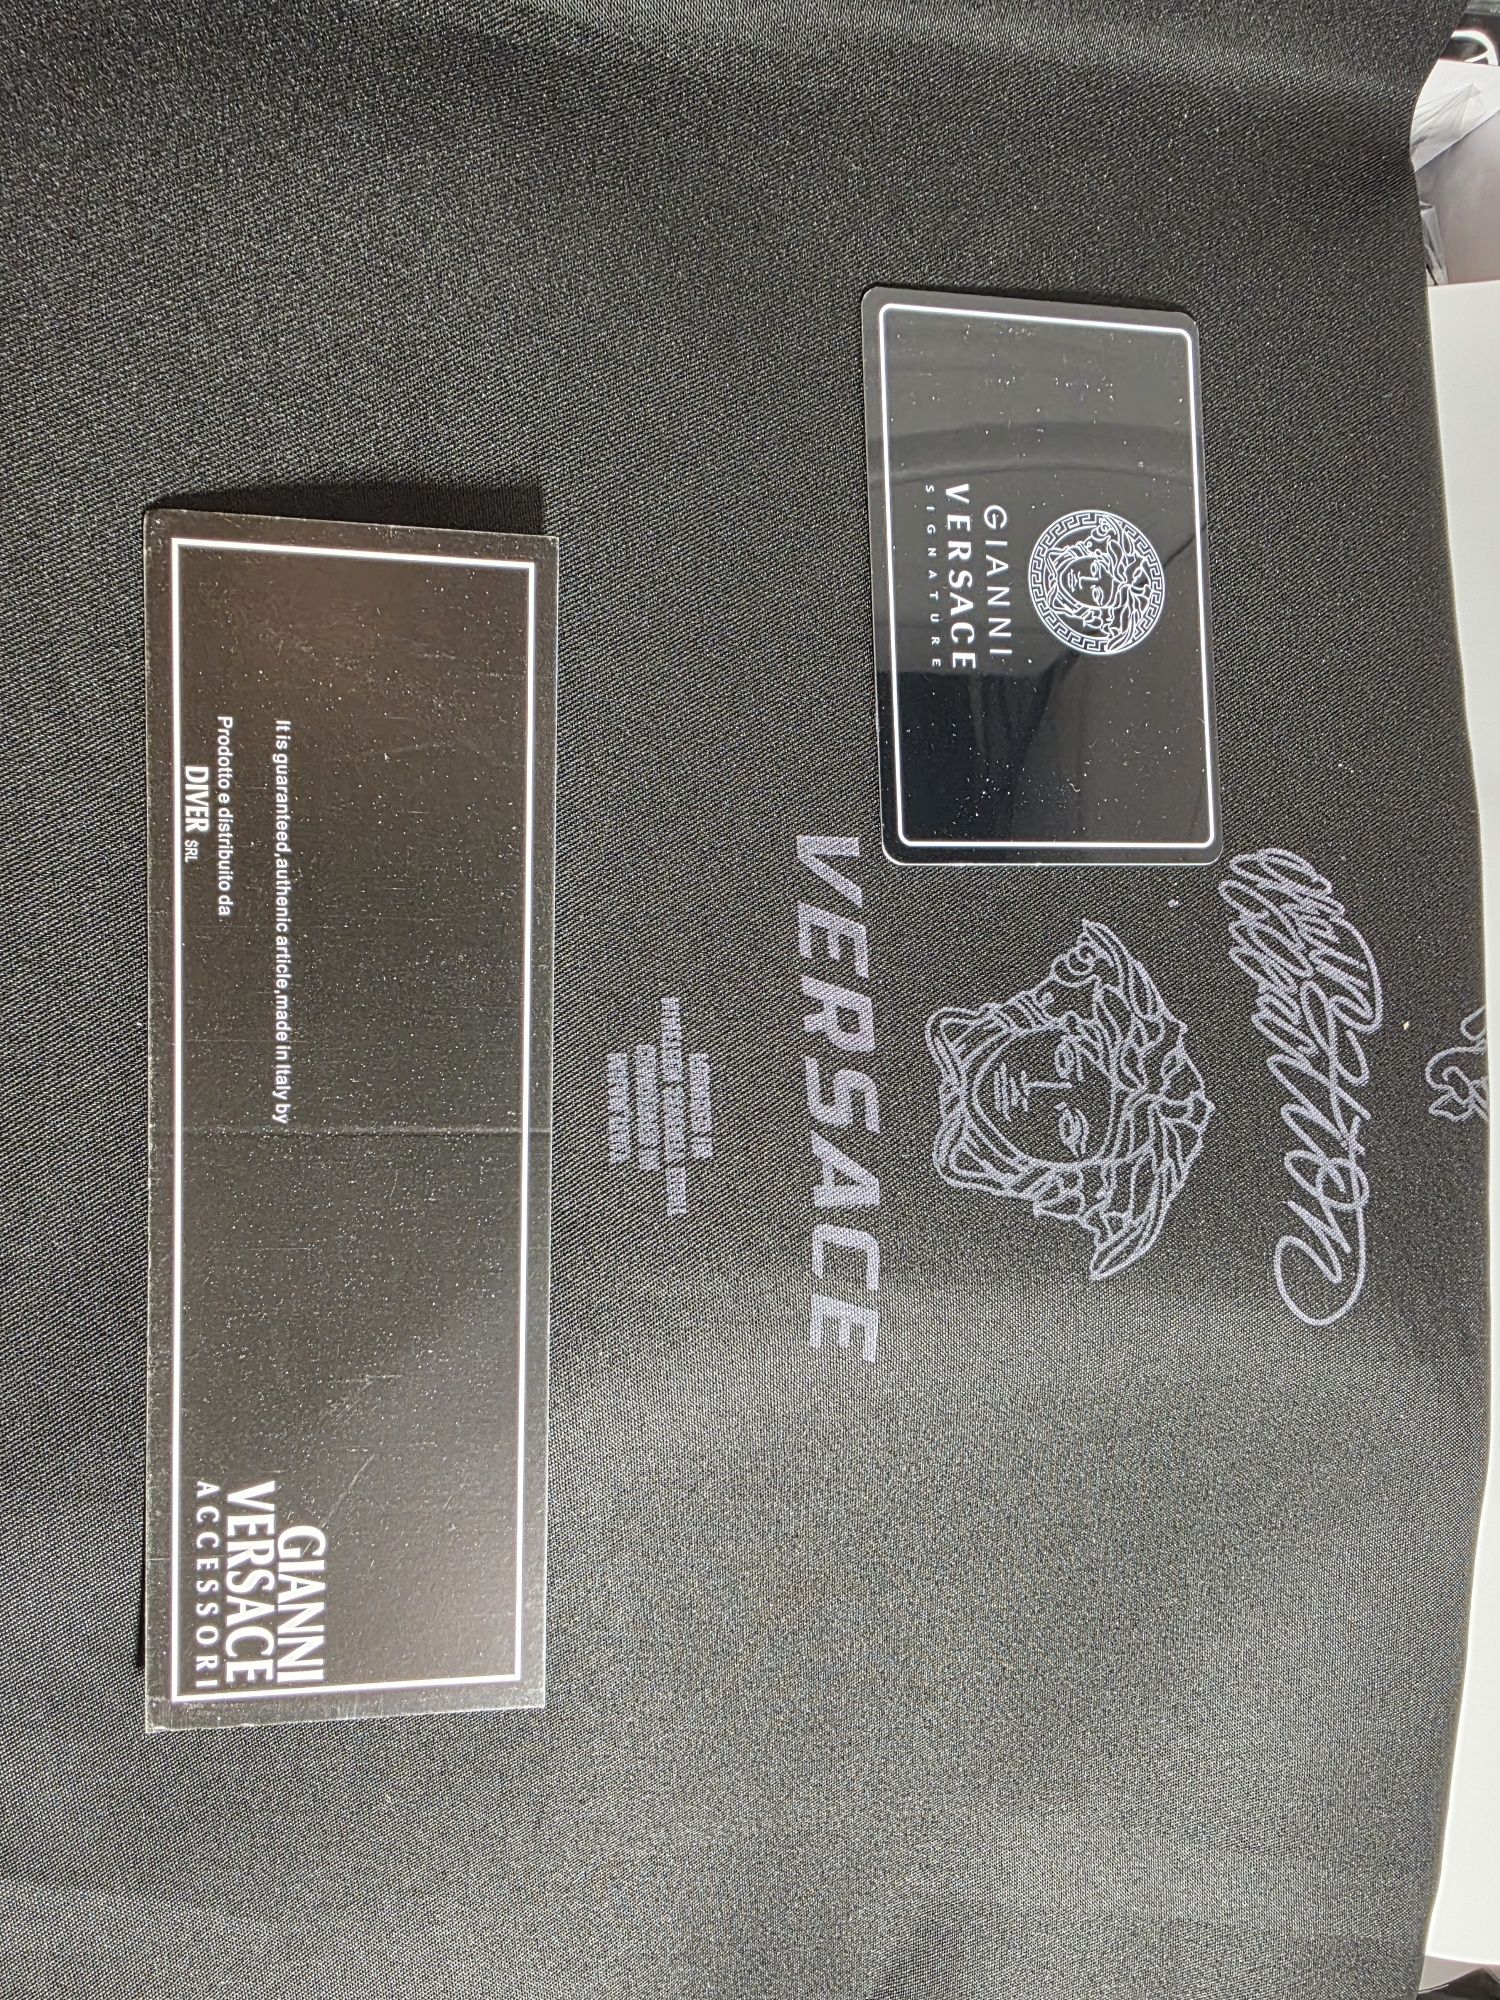 GIANNI
VERSACE
SIGNATURE
VERSACE
It is guaranteed,authenic article,made in Italy by
Prodotto e distribuito da
DIVER SRL
GIANNI
VERSACE
ACCESSORI